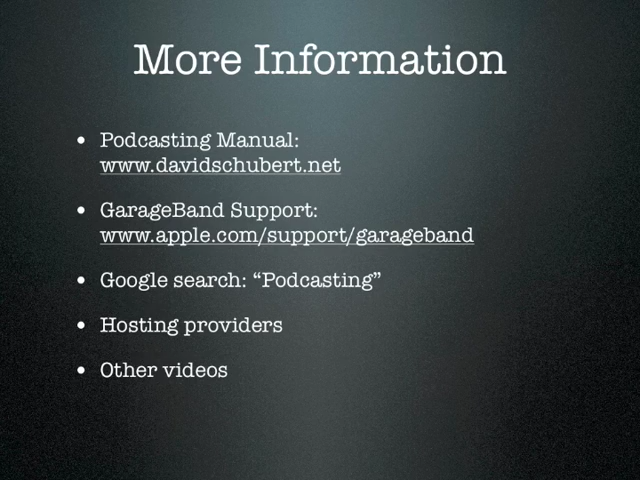 More Information
• Podcasting Manual:
www.davidschubert.net
• GarageBand Support:
www.apple.com/support/garageband
• Google search: “Podcasting”
• Hosting providers
• Other videos